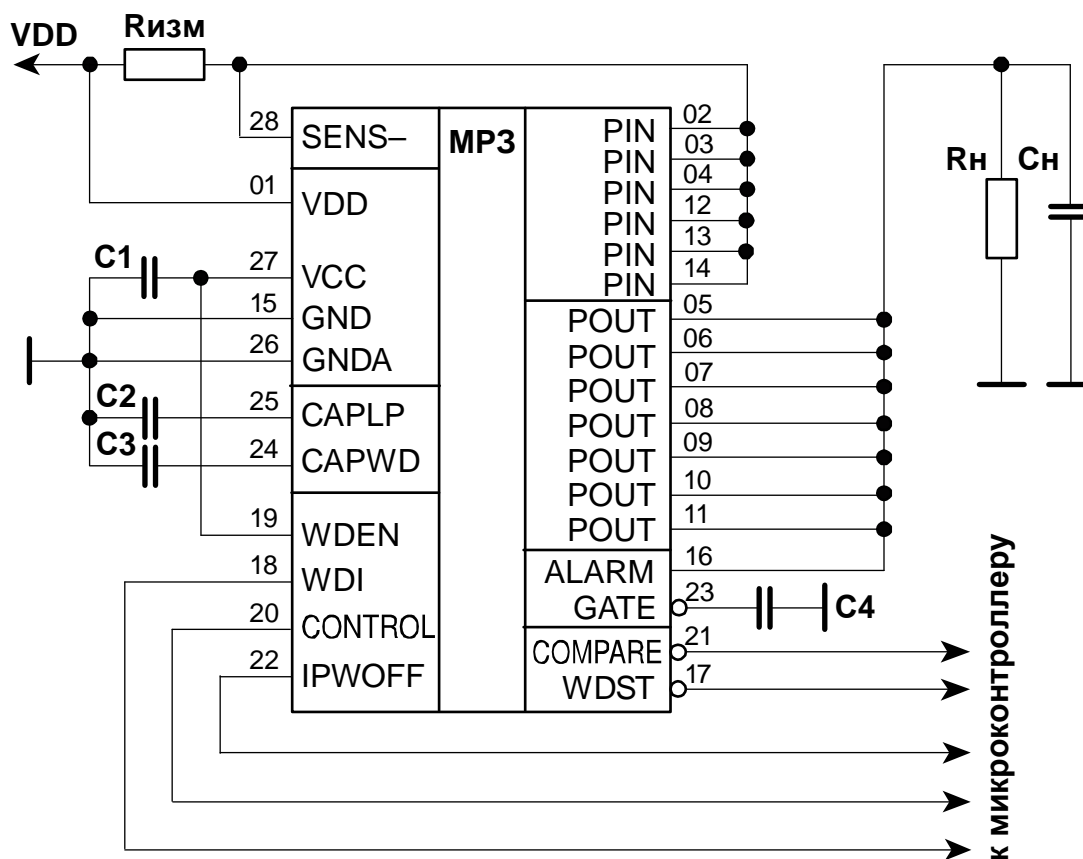 VDD
Rизм
28
SENS–
01
VDD
C1
27
VCC
15
GND
26
GNDA
C2
25
CAPLP
C3
24
CAPWD
19
WDEN
18
WDI
20
CONTROL
22
IPWOFF
МРЗ
PIN
02
PIN
03
PIN
04
PIN
12
PIN
13
PIN
14
POUT
05
POUT
06
POUT
07
POUT
08
POUT
09
POUT
10
POUT
11
ALARM
16
GATE
23
C4
COMPARE
21
WDST
17
Rн
Cн
к микроконтроллеру